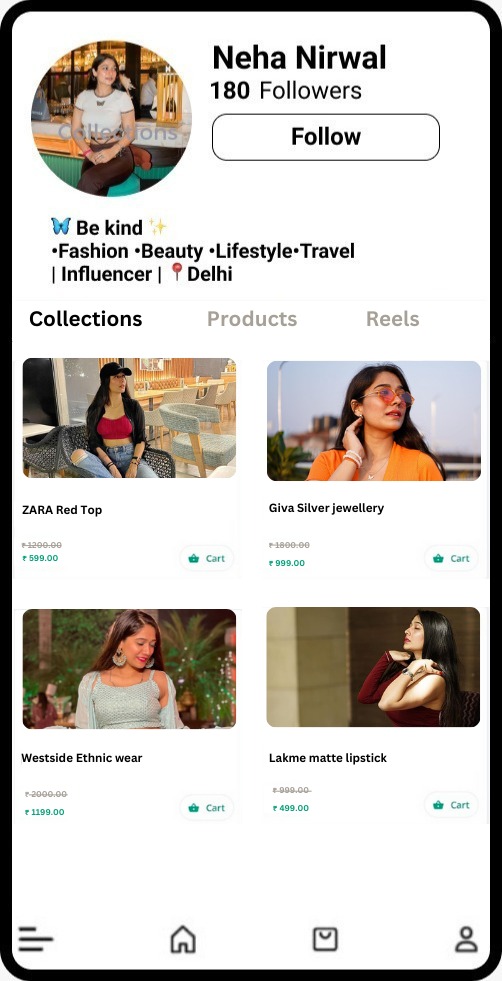 Neha Nirwal
180 Followers
Follow
Collections
🦋 Be kind ✨
•Fashion •Beauty •Lifestyle•Travel
| Influencer | 📍Delhi
Collections Products Reels
ZARA Red Top
₹ 1200.00
₹ 599.00
Cart
Giva Silver jewellery
₹ 1800.00
₹ 999.00
Cart
Westside Ethnic wear
₹ 2000.00
₹ 1199.00
Cart
Lakme matte lipstick
₹ 999.00
₹ 499.00
Cart